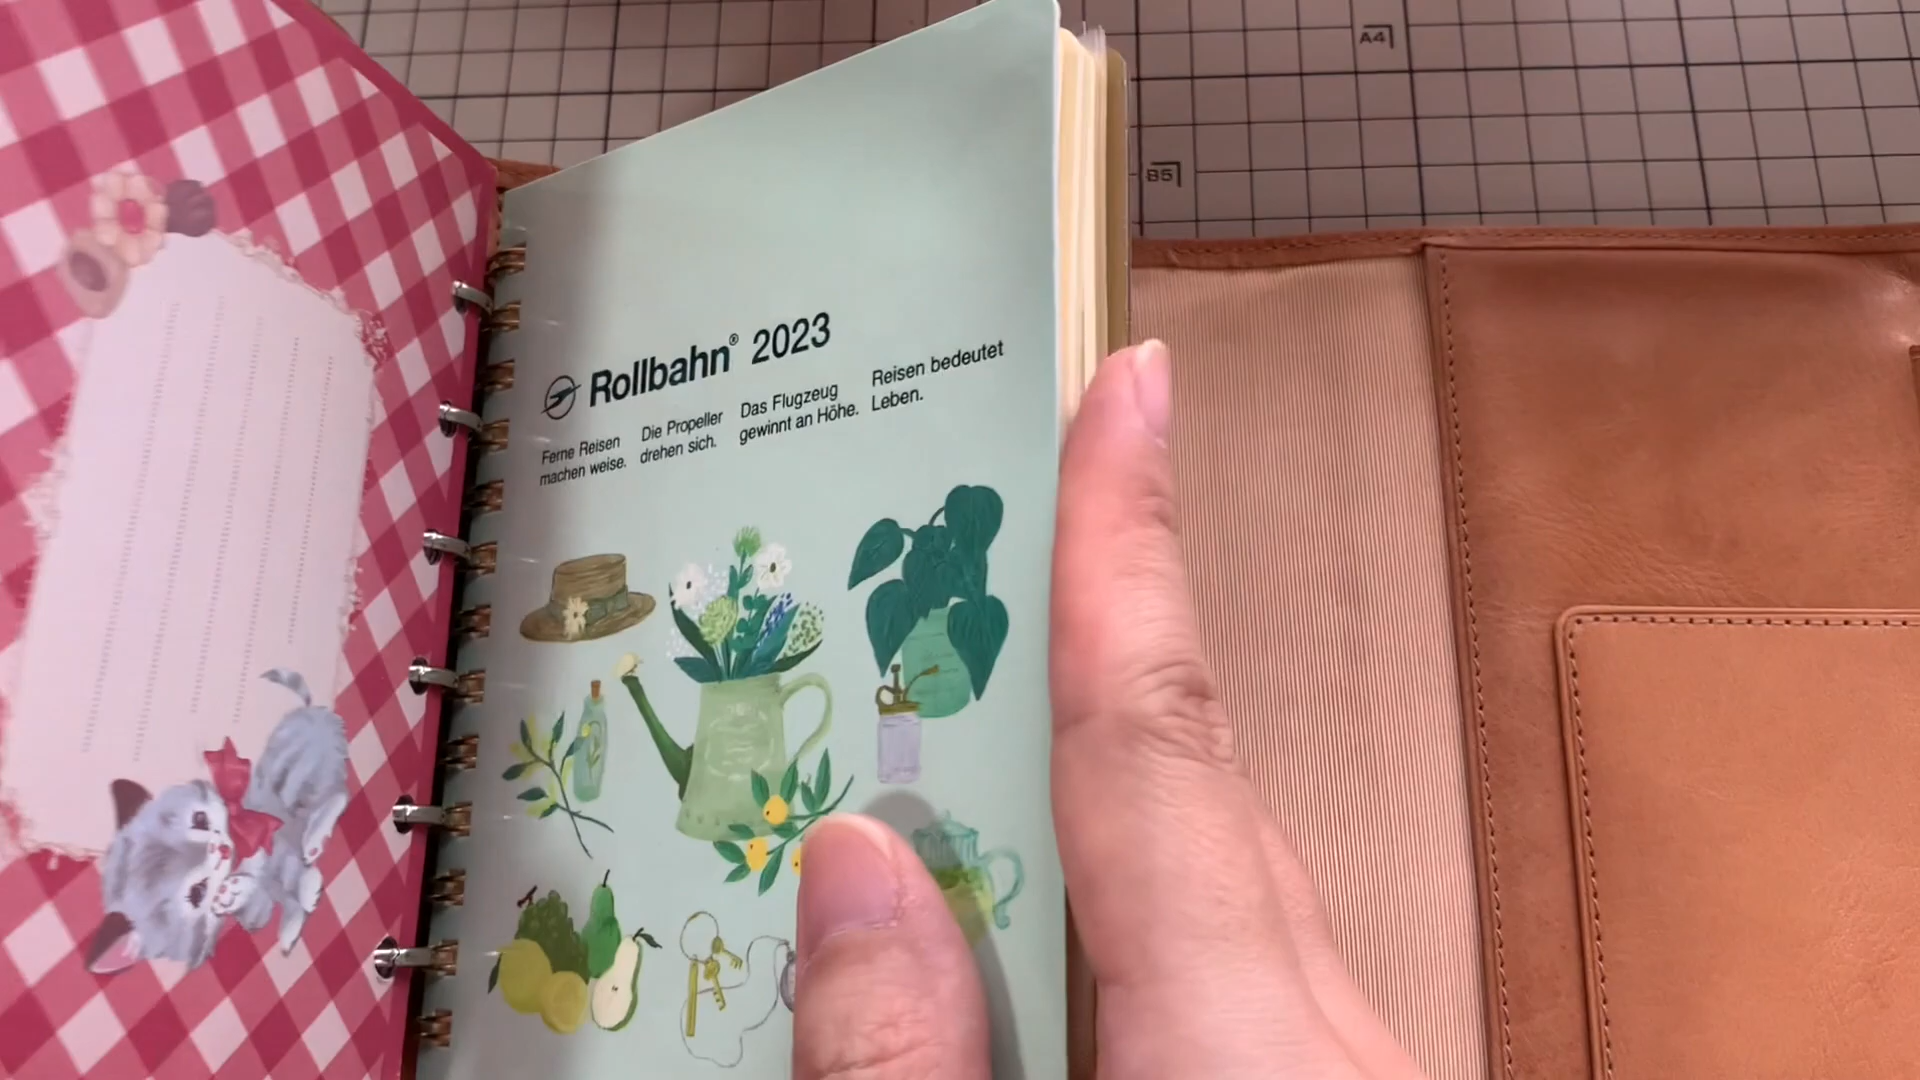 A4
B5
Rollbahn® 2023
Ferne Reisen
machen weise.
Die Propeller
drehen sich.
Das Flugzeug
gewinnt an Höhe.
Reisen bedeutet
Leben.